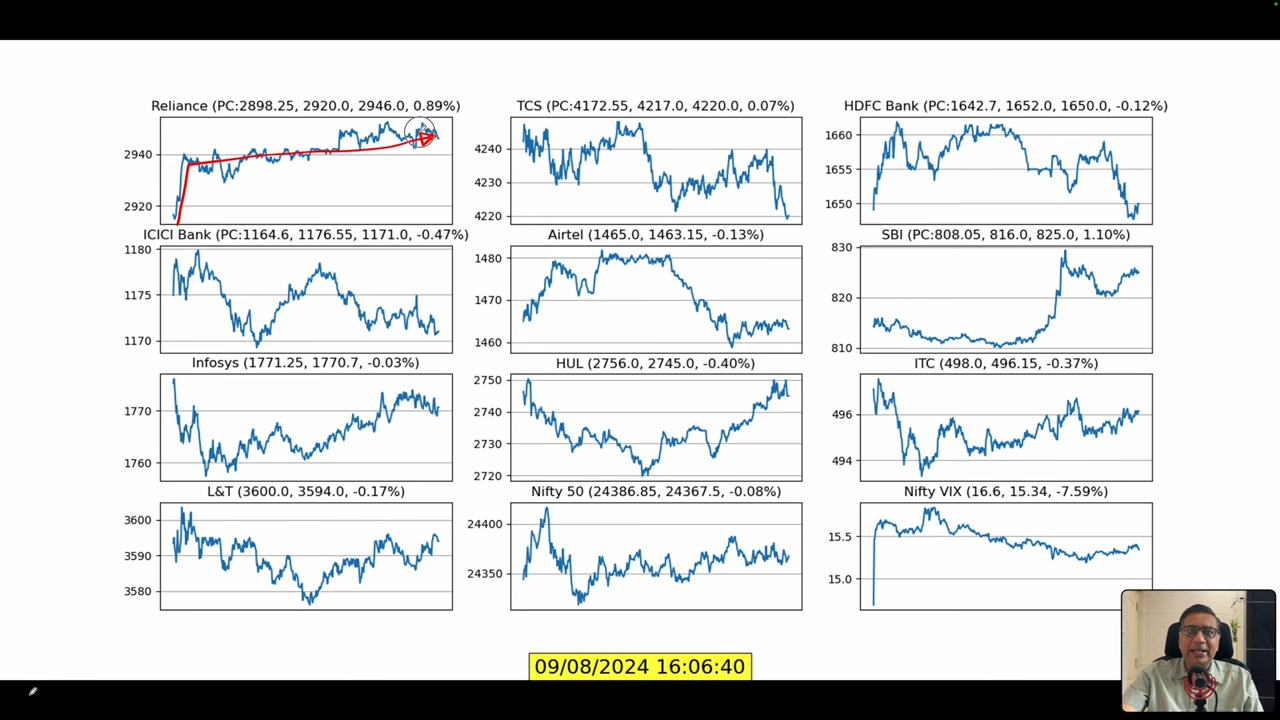 Reliance (PC:2898.25, 2920.0, 2946.0, 0.89%)
2940
2920
TCS (PC:4172.55, 4217.0, 4220.0, 0.07%)
4240
4230
4220
HDFC Bank (PC:1642.7, 1652.0, 1650.0, -0.12%)
1660
1655
1650
ICICI Bank (PC:1164.6, 1176.55, 1171.0, -0.47%)
1180
1175
1170
Airtel (1465.0, 1463.15, -0.13%)
1480
1470
1460
SBI (PC:808.05, 816.0, 825.0, 1.10%)
830
820
810
Infosys (1771.25, 1770.7, -0.03%)
1770
1760
HUL (2756.0, 2745.0, -0.40%)
2750
2740
2730
2720
ITC (498.0, 496.15, -0.37%)
496
494
L&T (3600.0, 3594.0, -0.17%)
3600
3590
3580
Nifty 50 (24386.85, 24367.5, -0.08%)
24400
24350
Nifty VIX (16.6, 15.34, -7.59%)
15.5
15.0
09/08/2024 16:06:40